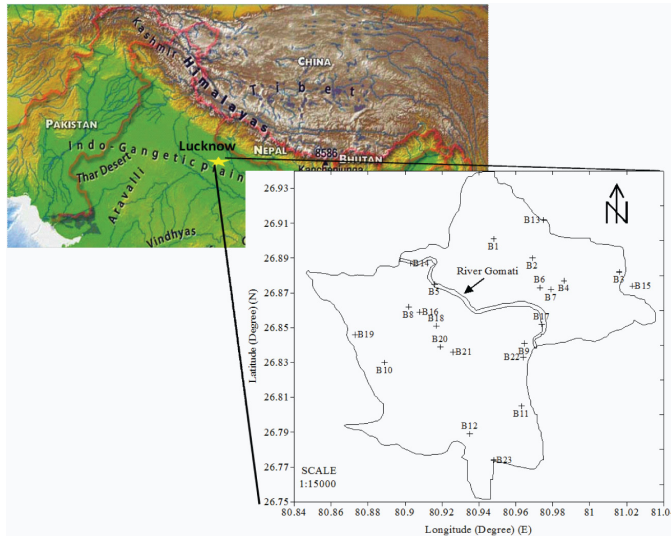 Kashmir
Himalayas
CHINA
Tibet
PAKISTAN
Lucknow
NEPAL
8586
BHUTAN
Indo-Gangetic plain
Thar Desert
Aravalli
Vindhyas
N
26.93
26.91
26.89
26.87
26.85
26.83
26.81
26.79
26.77
26.75
Latitude (Degree) (N)
B13
B1
B2
B14
River Gomati
B3
B15
B5
B6
B4
B7
B8
B16
B18
B17
B19
B20
B21
B9
B22
B10
B11
B12
B23
SCALE
1:15000
80.84 80.86 80.88 80.9 80.92 80.94 80.96 80.98 81 81.02
Longitude (Degree) (E)